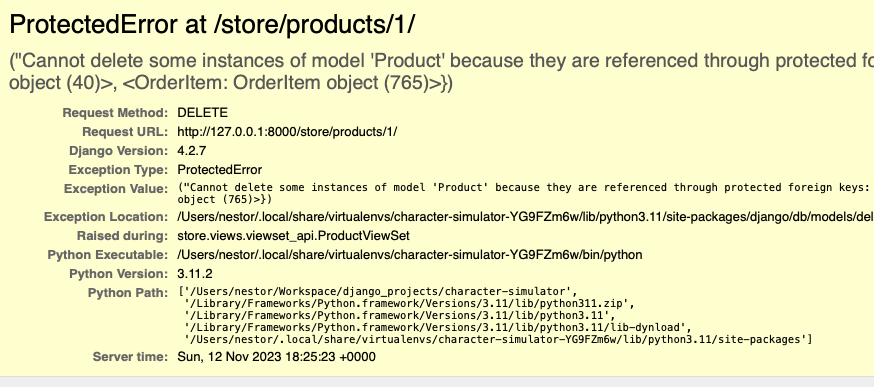 ProtectedError at /store/products/1/
("Cannot delete some instances of model 'Product' because they are referenced through protected fo
object (40)>, <OrderItem: OrderItem object (765)>})
Request Method: DELETE
Request URL: http://127.0.0.1:8000/store/products/1/
Django Version: 4.2.7
Exception Type: ProtectedError
Exception Value: ("Cannot delete some instances of model 'Product' because they are referenced through protected foreign keys:
object (765)>})
Exception Location: /Users/nestor/.local/share/virtualenvs/character-simulator-YG9FZm6w/lib/python3.11/site-packages/django/db/models/del
Raised during: store.views.viewset_api.ProductViewSet
Python Executable: /Users/nestor/.local/share/virtualenvs/character-simulator-YG9FZm6w/bin/python
Python Version: 3.11.2
Python Path: ['/Users/nestor/Workspace/django_projects/character-simulator',
'/Library/Frameworks/Python.framework/Versions/3.11/lib/python311.zip',
'/Library/Frameworks/Python.framework/Versions/3.11/lib/python3.11',
'/Library/Frameworks/Python.framework/Versions/3.11/lib/python3.11/lib-dynload',
'/Users/nestor/.local/share/virtualenvs/character-simulator-YG9FZm6w/lib/python3.11/site-packages']
Server time: Sun, 12 Nov 2023 18:25:23 +0000